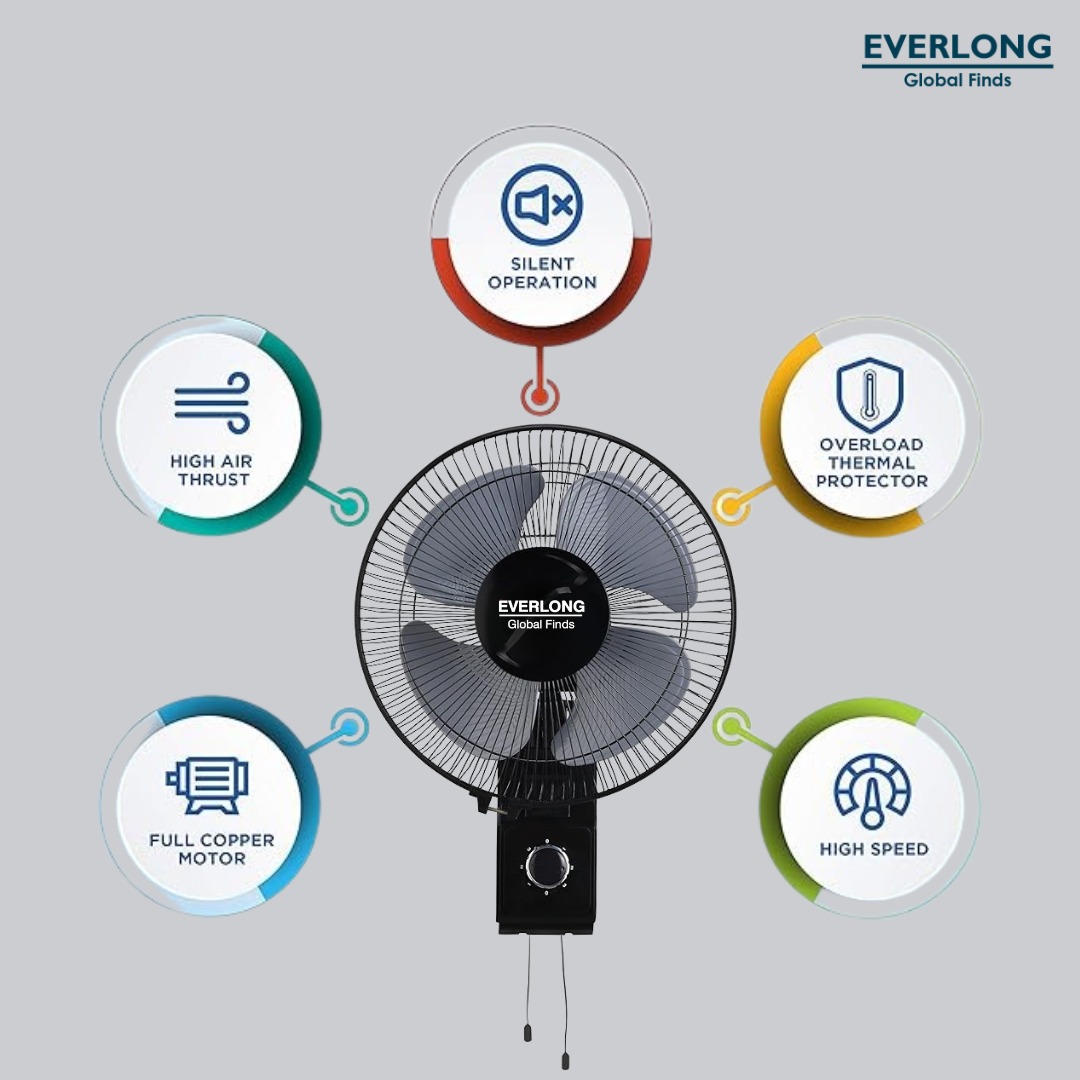 EVERLONG
Global Finds
SILENT
OPERATION
HIGH AIR
THRUST
OVERLOAD
THERMAL
PROTECTOR
EVERLONG
Global Finds
FULL COPPER
MOTOR
HIGH SPEED